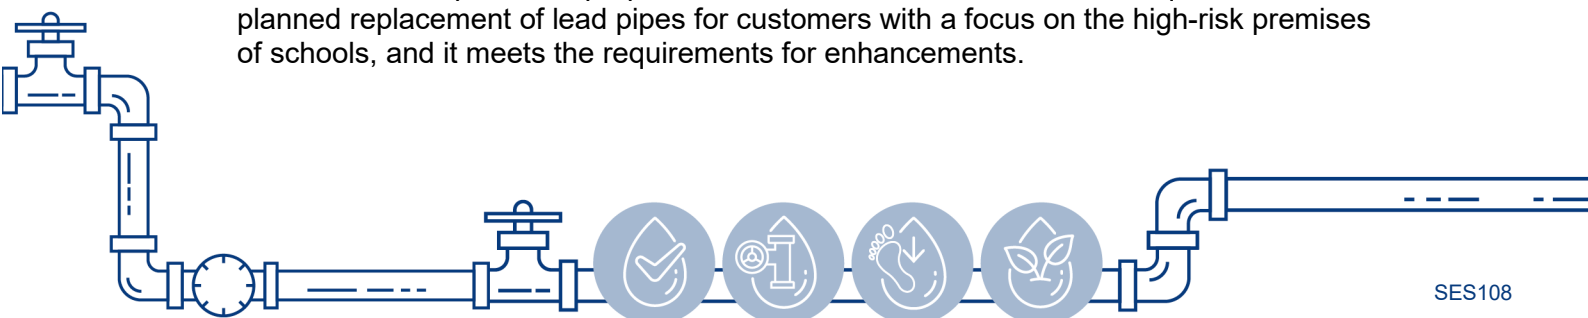 planned replacement of lead pipes for customers with a focus on the high-risk premises
of schools, and it meets the requirements for enhancements.
SES108